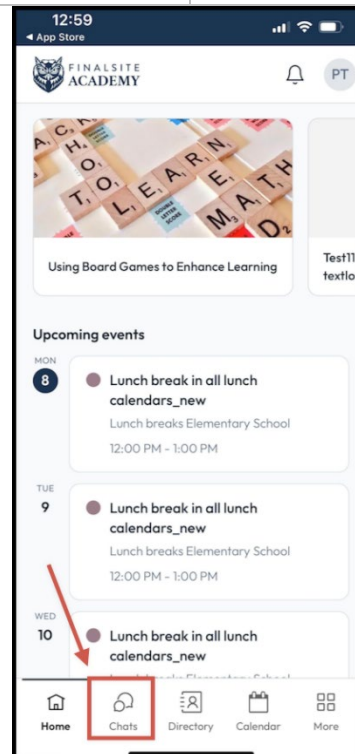 12:59
◀ App Store
FINALSITE
ACADEMY
PT
A, C,
H, O, O,
T, O, L, E, A, R, N,
E,
M, A, T, H
DOUBLE
LETTER
SCORE
Using Board Games to Enhance Learning
Test11
textlo
Upcoming events
MON
8
Lunch break in all lunch
calendars_new
Lunch breaks Elementary School
12:00 PM - 1:00 PM
TUE
9
Lunch break in all lunch
calendars_new
Lunch breaks Elementary School
12:00 PM - 1:00 PM
WED
10
Lunch break in all lunch
calendars_new
Home
Chats
Directory
Calendar
More